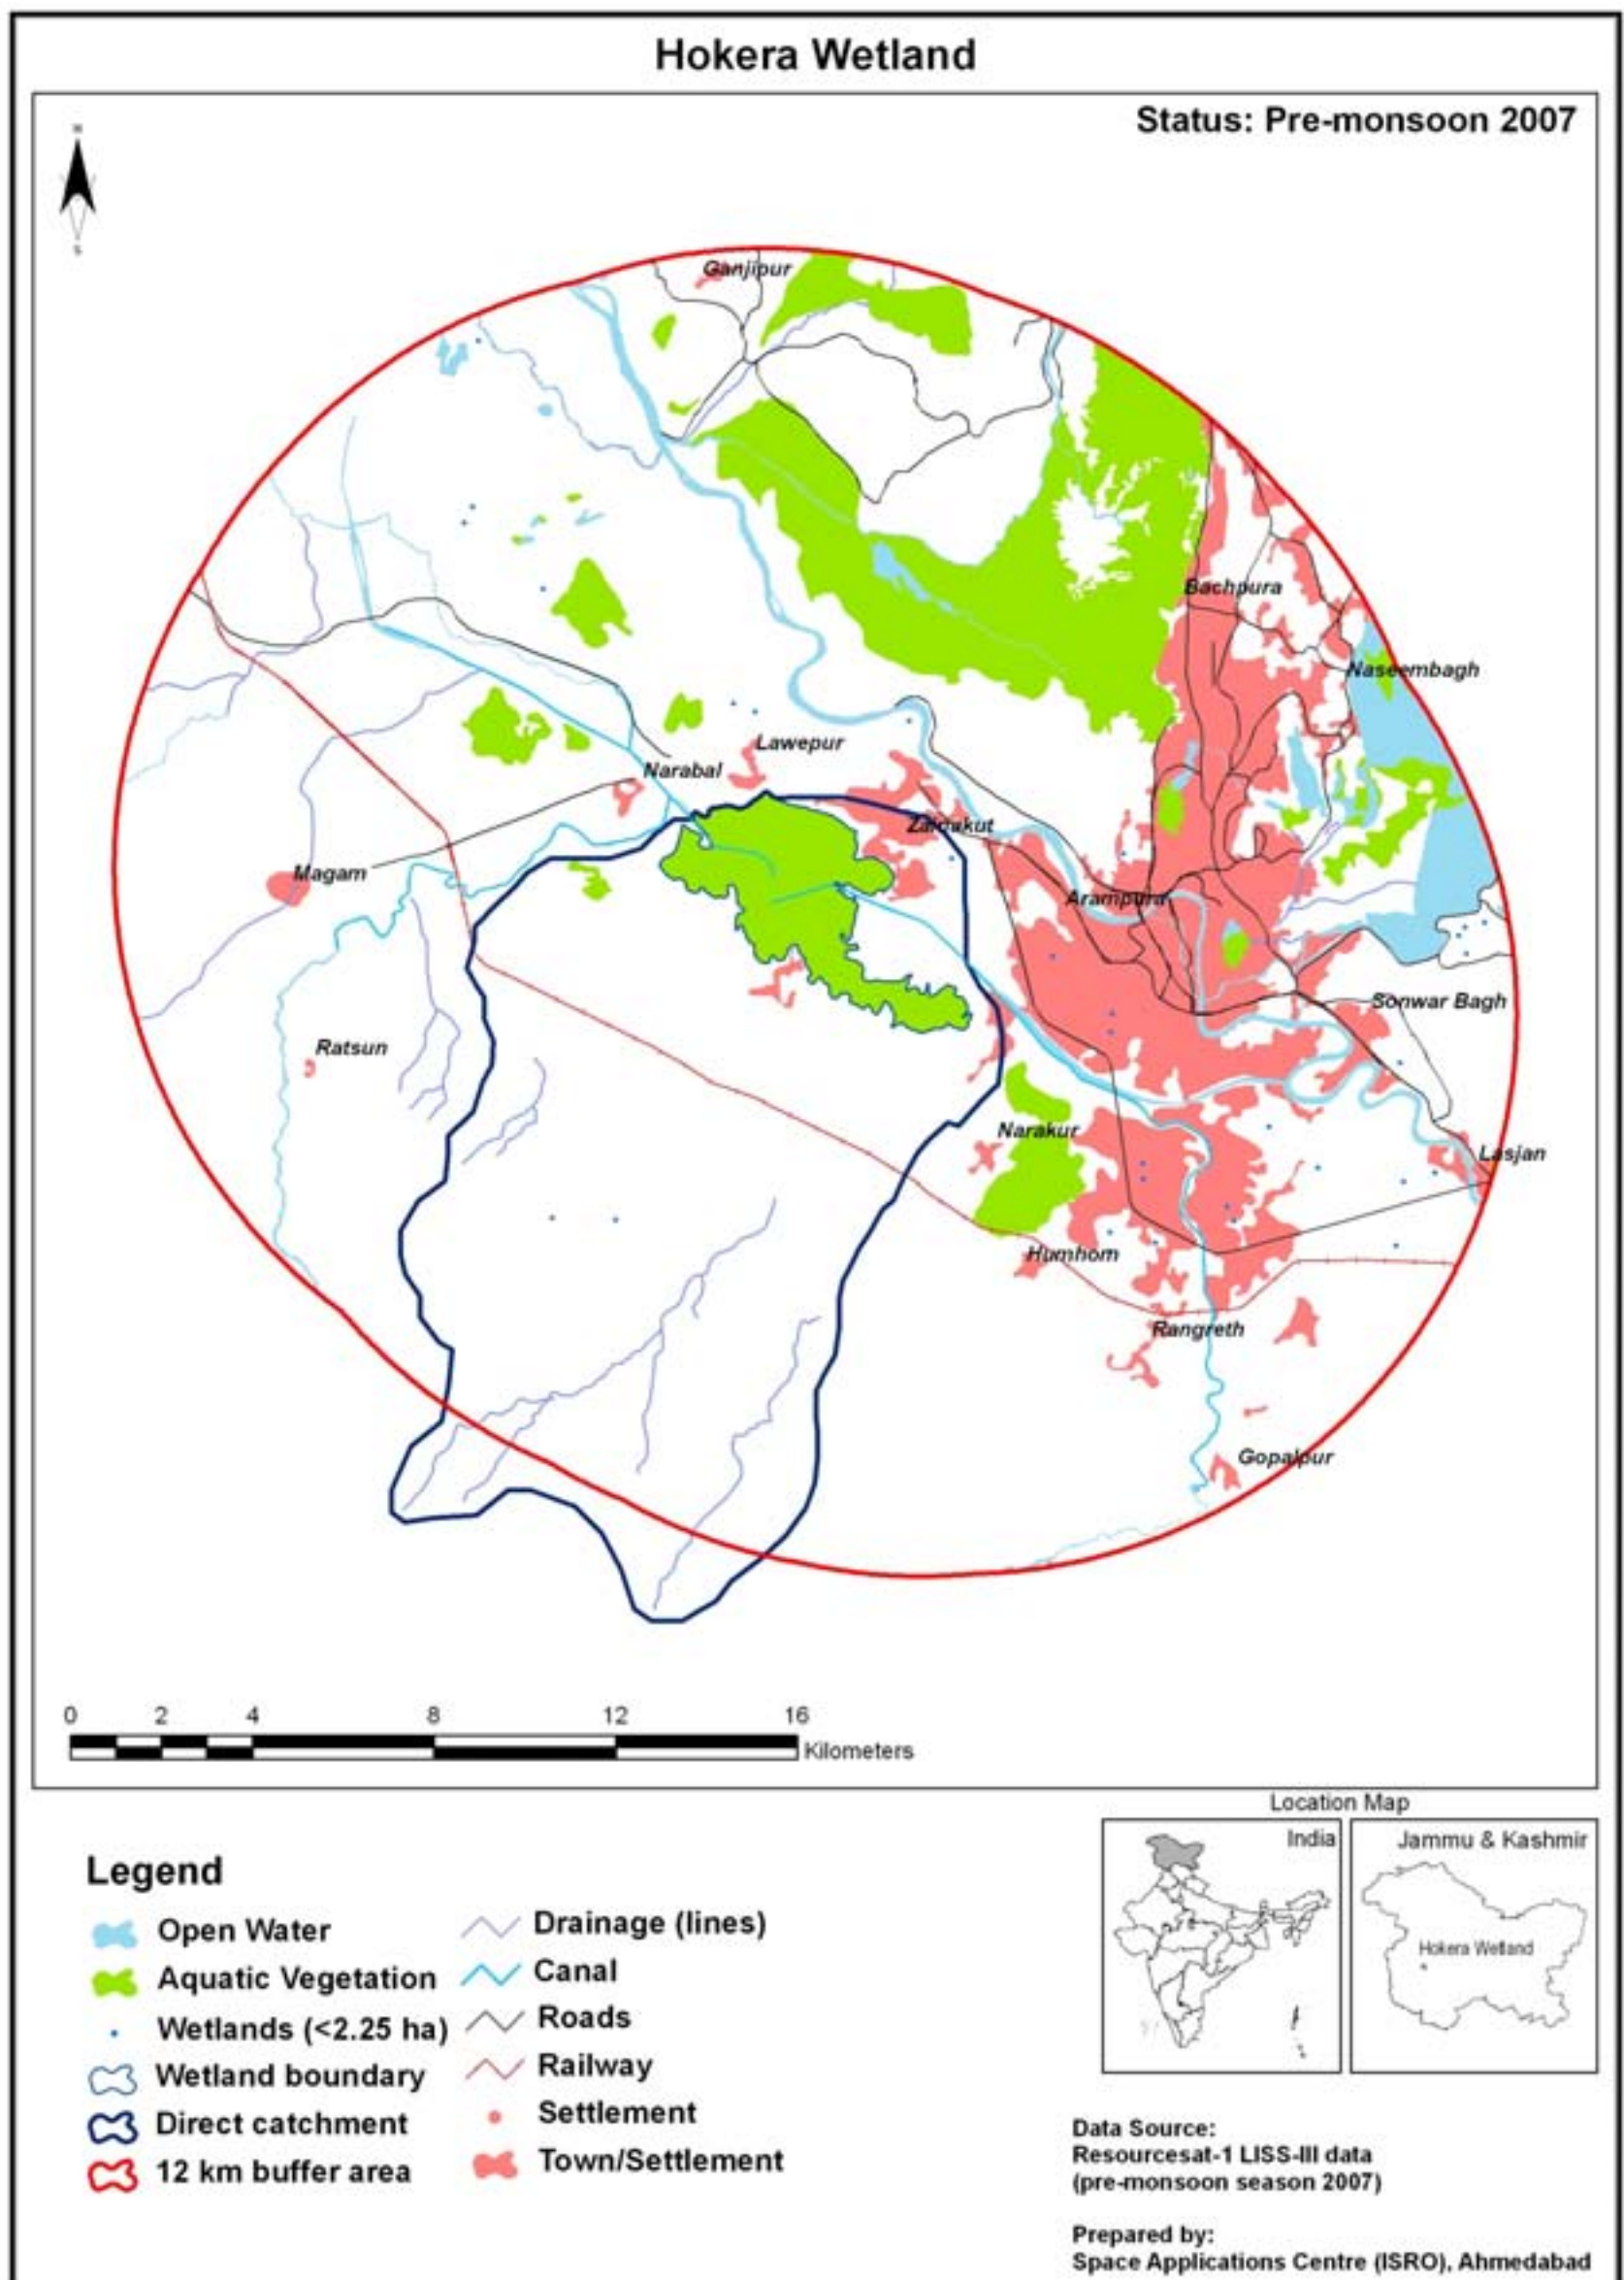 Hokera Wetland
Status: Pre-monsoon 2007
N
S
Ganjipur
Bachpura
Naseembagh
Lawepur
Narabal
Zainakut
Magam
Arampura
Sonwar Bagh
Ratsun
Narakur
Lasjan
Humhom
Rangreth
Gopalpur
0 2 4 8 12 16
Kilometers
Location Map
India
Jammu & Kashmir
Hokera Wetland
Legend
Open Water
Aquatic Vegetation
Wetlands (<2.25 ha)
Wetland boundary
Direct catchment
12 km buffer area
Drainage (lines)
Canal
Roads
Railway
Settlement
Town/Settlement
Data Source:
Resourcesat-1 LISS-III data
(pre-monsoon season 2007)
Prepared by:
Space Applications Centre (ISRO), Ahmedabad